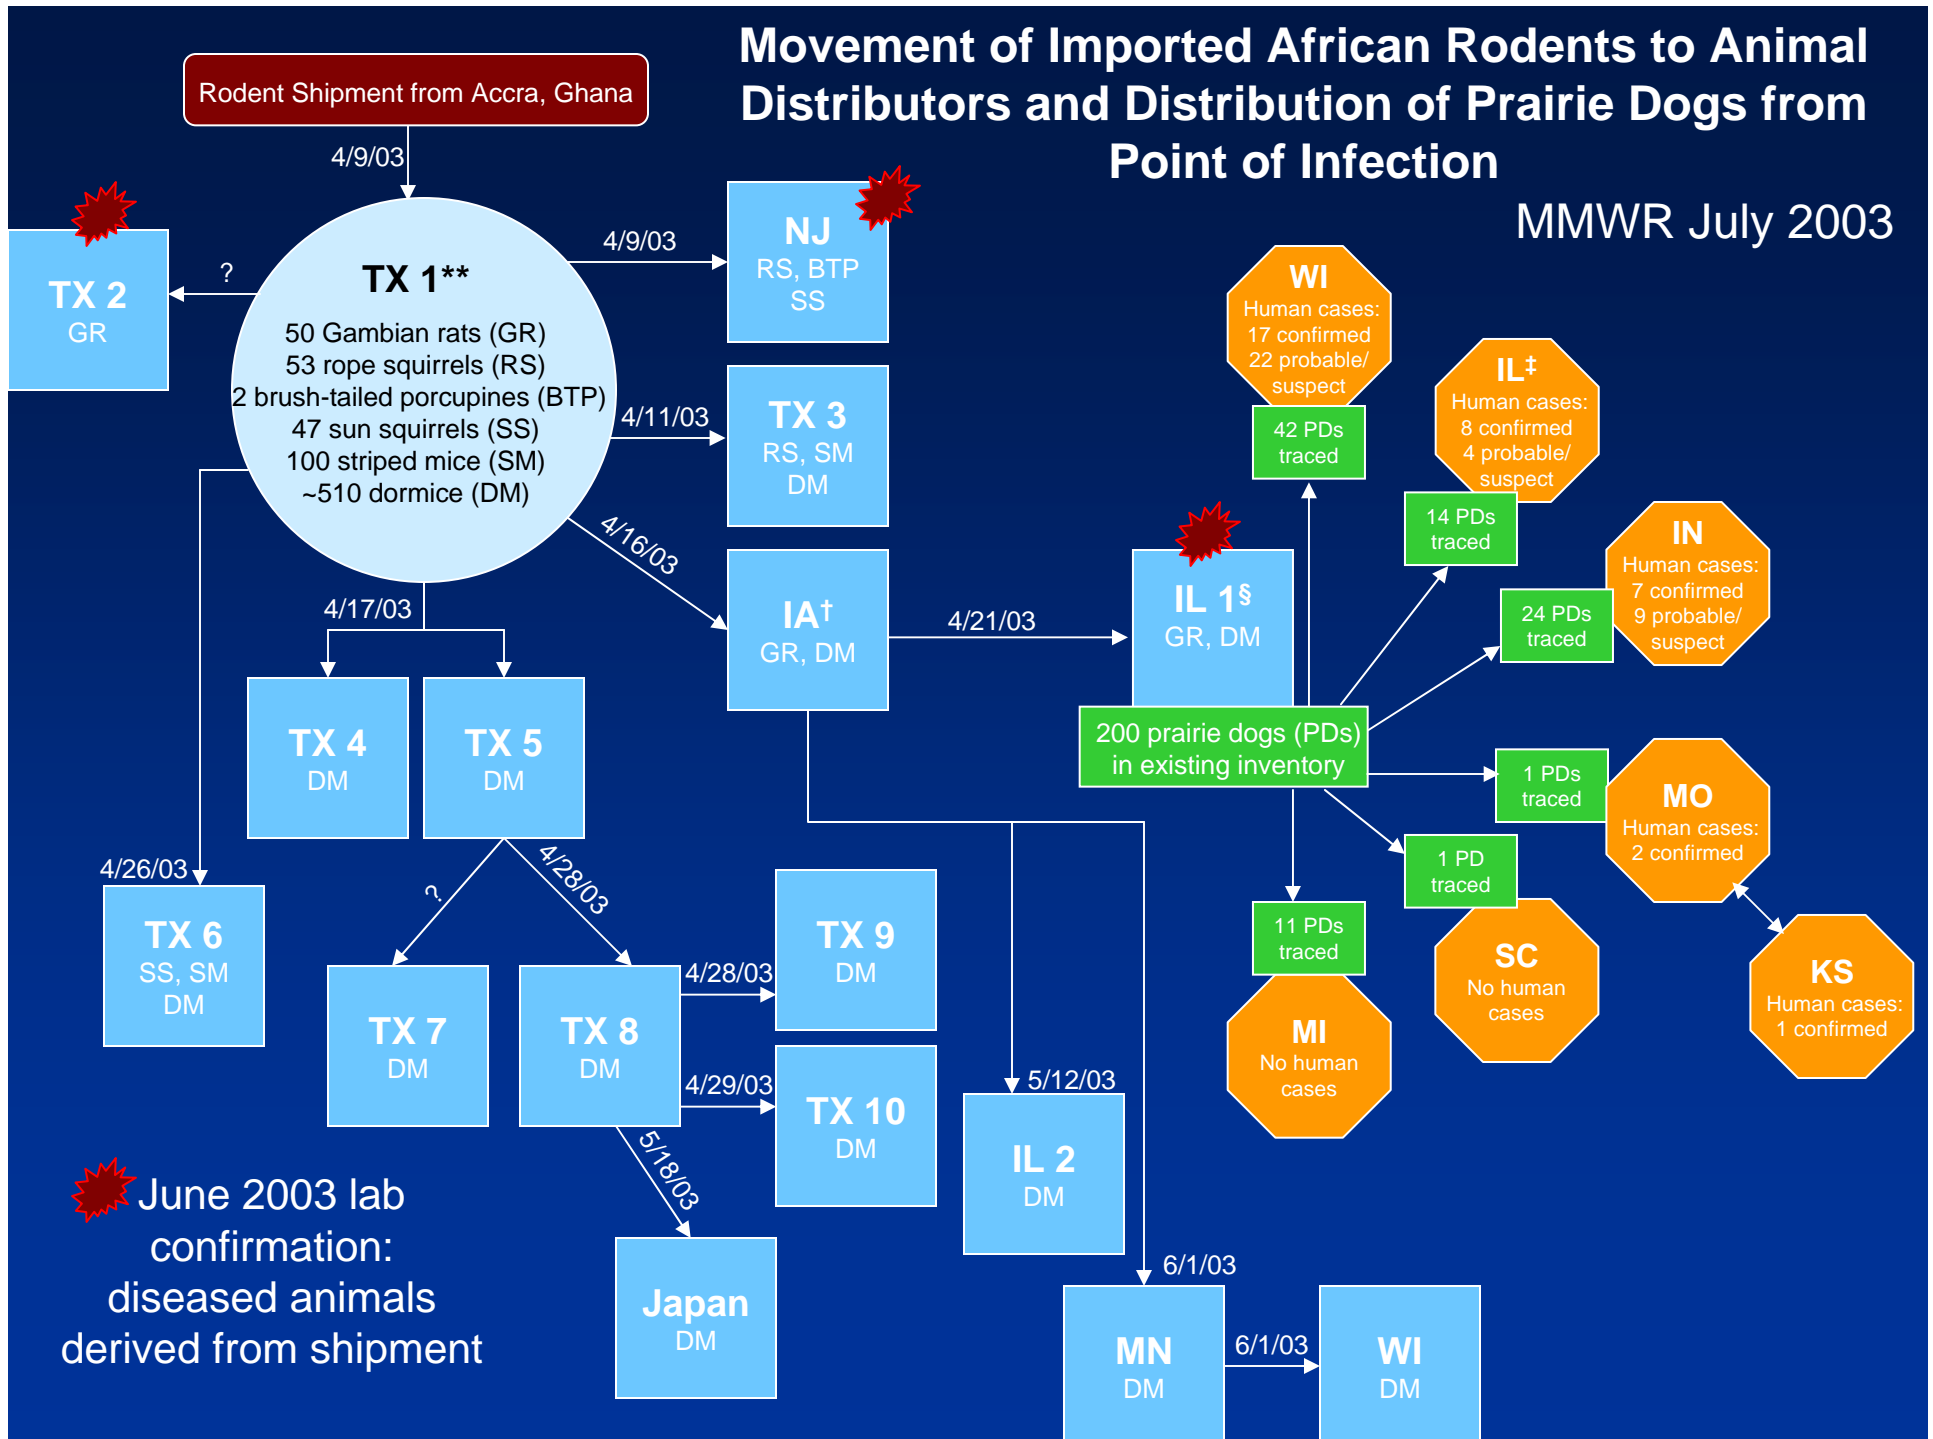 Movement of Imported African Rodents to Animal
Distributors and Distribution of Prairie Dogs from
Point of Infection
MMWR July 2003
Rodent Shipment from Accra, Ghana
4/9/03
TX 1**
50 Gambian rats (GR)
53 rope squirrels (RS)
2 brush-tailed porcupines (BTP)
47 sun squirrels (SS)
100 striped mice (SM)
~510 dormice (DM)
?
TX 2
GR
4/9/03
NJ
RS, BTP
SS
4/11/03
TX 3
RS, SM
DM
4/16/03
IA†
GR, DM
4/21/03
IL 1§
GR, DM
200 prairie dogs (PDs)
in existing inventory
WI
Human cases:
17 confirmed
22 probable/
suspect
42 PDs
traced
IL‡
Human cases:
8 confirmed
4 probable/
suspect
14 PDs
traced
IN
Human cases:
7 confirmed
9 probable/
suspect
24 PDs
traced
1 PDs
traced
MO
Human cases:
2 confirmed
1 PD
traced
SC
No human
cases
KS
Human cases:
1 confirmed
11 PDs
traced
MI
No human
cases
4/17/03
TX 4
DM
TX 5
DM
4/26/03
TX 6
SS, SM
DM
?
TX 7
DM
4/28/03
TX 8
DM
4/28/03
TX 9
DM
4/29/03
TX 10
DM
5/18/03
Japan
DM
5/12/03
IL 2
DM
6/1/03
MN
DM
6/1/03
WI
DM
June 2003 lab
confirmation:
diseased animals
derived from shipment